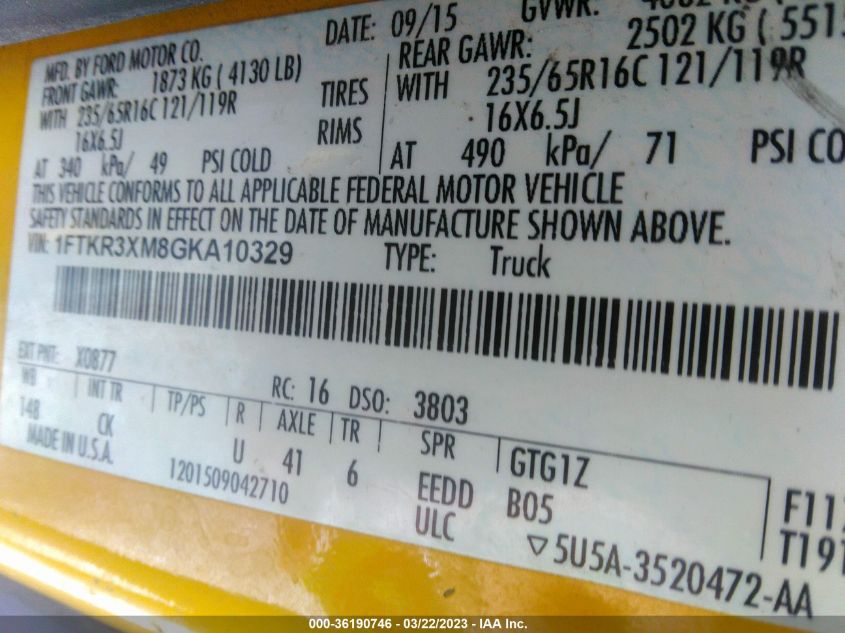 MFD. BY FORD MOTOR CO. DATE: 09/15 GVWR:
FRONT GAWR: 1873 KG ( 4130 LB) REAR GAWR: 2502 KG ( 5515
WITH 235/65R16C 121/119R TIRES WITH 235/65R16C 121/119R
16X6.5J RIMS 16X6.5J
AT 340 kPa/ 49 PSI COLD AT 490 kPa/ 71 PSI CO
THIS VEHICLE CONFORMS TO ALL APPLICABLE FEDERAL MOTOR VEHICLE
SAFETY STANDARDS IN EFFECT ON THE DATE OF MANUFACTURE SHOWN ABOVE.
VIN: 1FTKR3XM8GKA10329 TYPE: Truck
EXT PNT: X0877 RC: 16 DSO: 3803
WB INT TR TP/PS R AXLE TR SPR GTG1Z
148 CK U 41 6 EEDD B05 F11
MADE IN U.S.A. 1201509042710 ULC T191
▽5U5A-3520472-AA
000-36190746 - 03/22/2023 - IAA Inc.